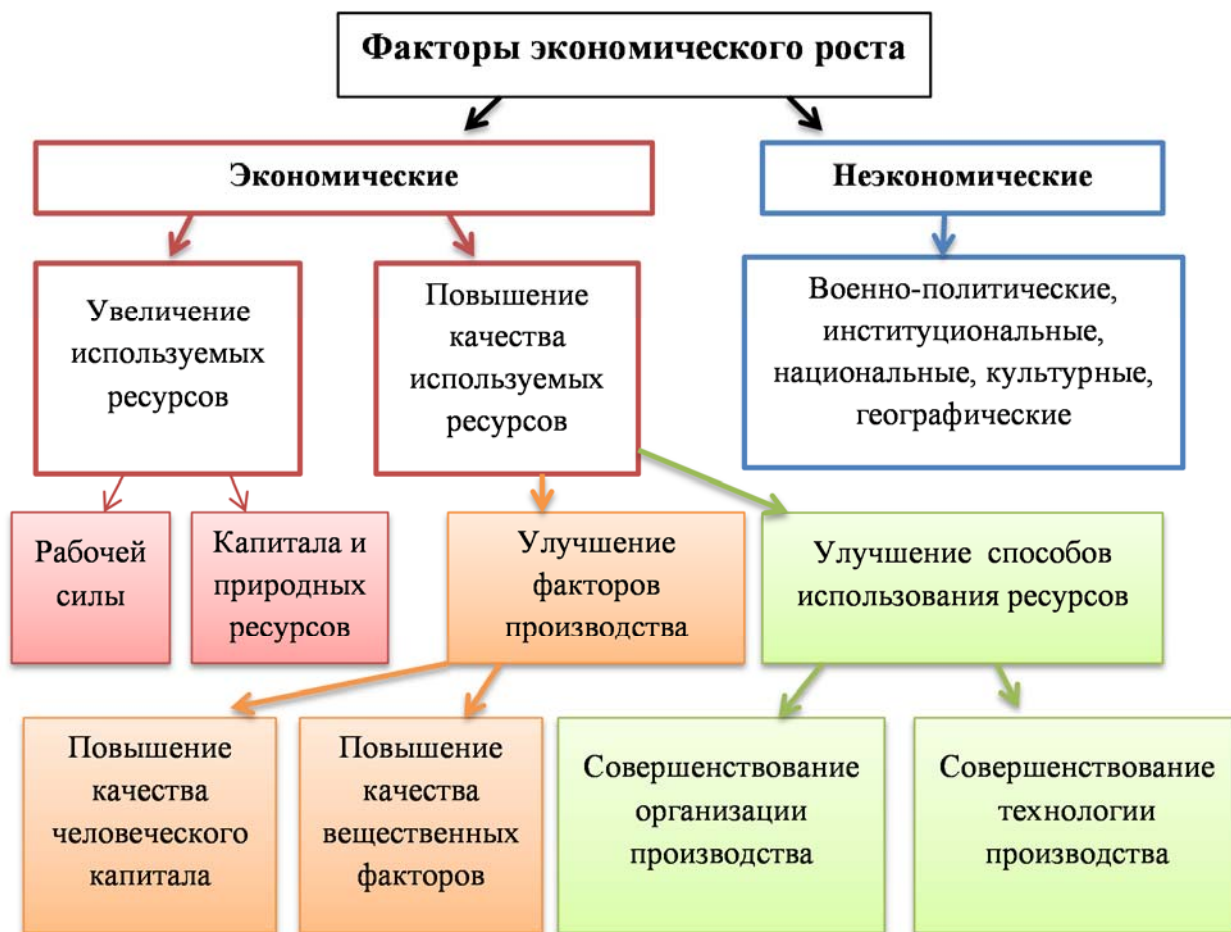 Факторы экономического роста
Экономические
Неэкономические
Увеличение
используемых
ресурсов
Повышение
качества
используемых
ресурсов
Военно-политические,
институциональные,
национальные, культурные,
географические
Рабочей
силы
Капитала и
природных
ресурсов
Улучшение
факторов
производства
Улучшение способов
использования ресурсов
Повышение
качества
человеческого
капитала
Повышение
качества
вещественных
факторов
Совершенствование
организации
производства
Совершенствование
технологии
производства